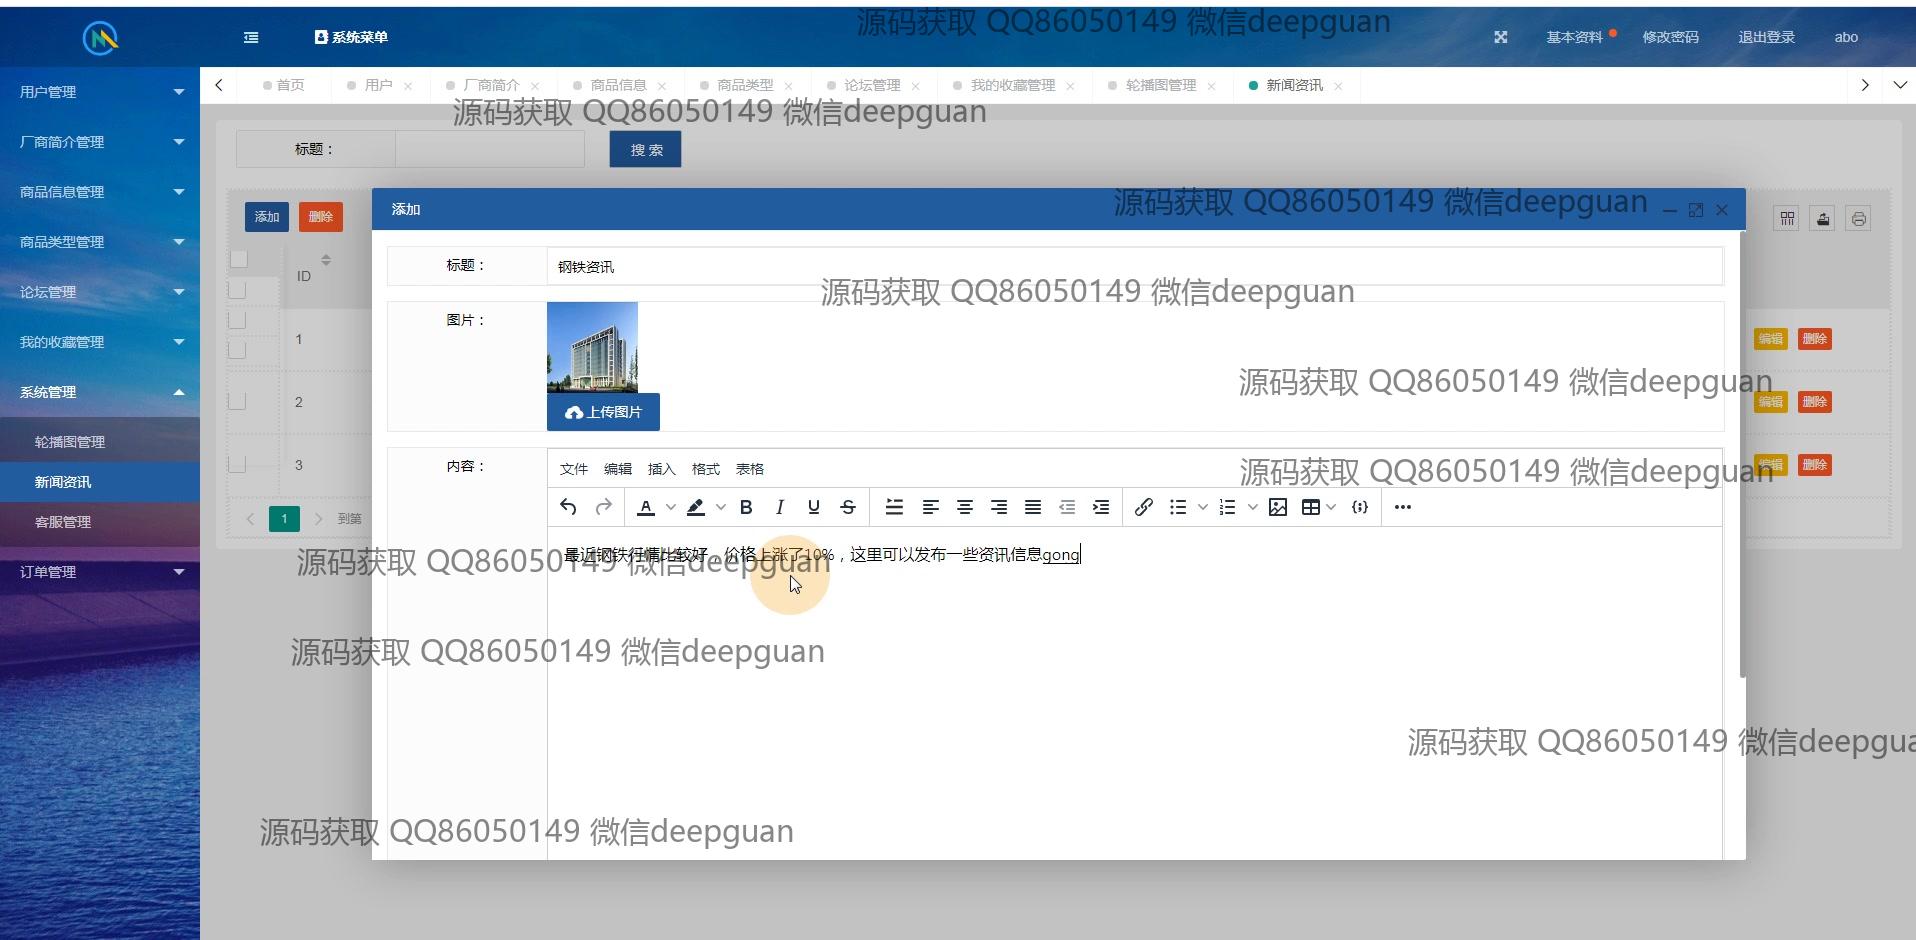 源码获取 QQ86050149 微信deepguan
系统菜单
基本资料
修改密码
退出登录
abo
用户管理
厂商简介管理
商品信息管理
商品类型管理
论坛管理
我的收藏管理
系统管理
轮播图管理
新闻资讯
客服管理
订单管理
首页
用户
厂商简介
商品信息
商品类型
论坛管理
我的收藏管理
轮播图管理
新闻资讯
源码获取 QQ86050149 微信deepguan
标题：
搜 索
添加
删除
ID
1
编辑 删除
2
编辑 删除
3
编辑 删除
1
到第
添加
源码获取 QQ86050149 微信deepguan
标题：
钢铁资讯
源码获取 QQ86050149 微信deepguan
图片：
上传图片
源码获取 QQ86050149 微信deepguan
内容：
文件 编辑 插入 格式 表格
源码获取 QQ86050149 微信deepguan
最近钢铁行情比较好，价格上涨了10%，这里可以发布一些资讯信息gong
源码获取 QQ86050149 微信deepguan
源码获取 QQ86050149 微信deepguan
源码获取 QQ86050149 微信deepgua
源码获取 QQ86050149 微信deepguan